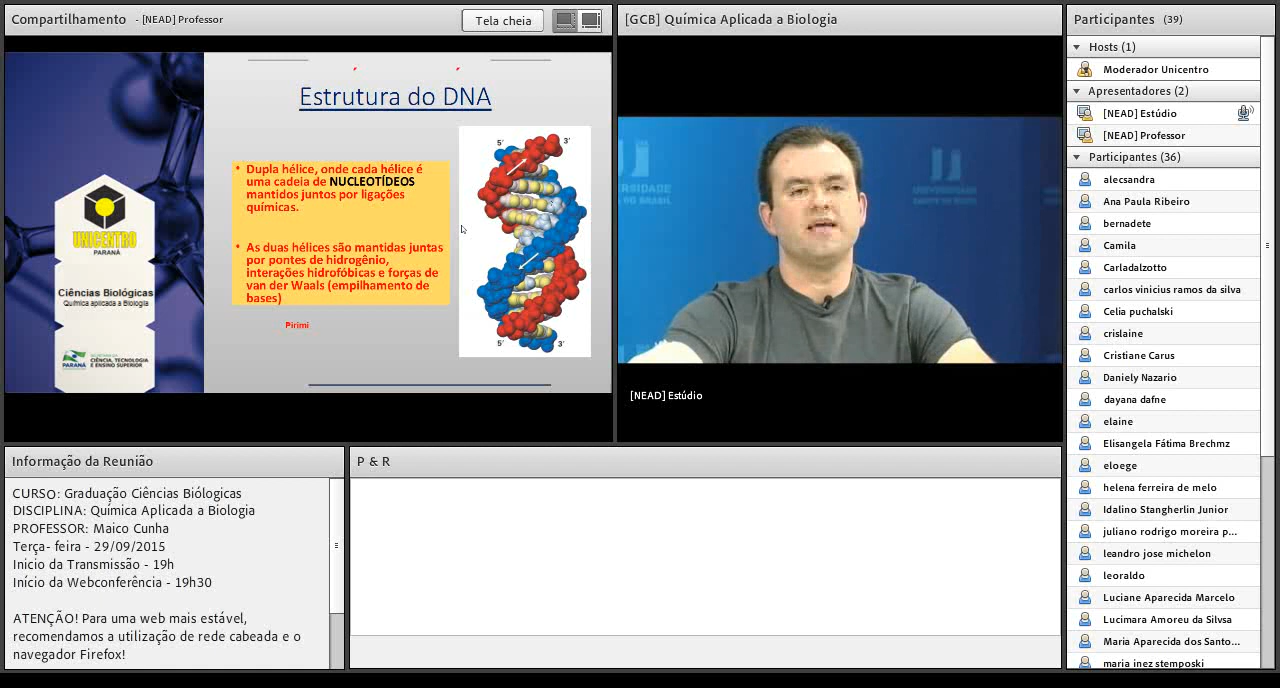 Compartilhamento - [NEAD] Professor
Tela cheia
Estrutura do DNA
• Dupla hélice, onde cada hélice é
uma cadeia de NUCLEOTÍDEOS
mantidos juntos por ligações
químicas.
• As duas hélices são mantidas juntas
por pontes de hidrogênio,
interações hidrofóbicas e forças de
van der Waals (empilhamento de
bases)
Pirimi
5' 3'
5' 3'
UNICENTRO
PARANÁ
Ciências Biológicas
Química aplicada a Biologia
PARANÁ
CIÊNCIA, TECNOLOGIA
E ENSINO SUPERIOR
[GCB] Química Aplicada a Biologia
[NEAD] Estúdio
Participantes (39)
Hosts (1)
Moderador Unicentro
Apresentadores (2)
[NEAD] Estúdio
[NEAD] Professor
Participantes (36)
alecsandra
Ana Paula Ribeiro
bernadete
Camila
Carladalzotto
carlos vinicius ramos da silva
Celia puchalski
crislaine
Cristiane Carus
Daniely Nazario
dayana dafne
elaine
Elisangela Fátima Brechmz
eloege
helena ferreira de melo
Idalino Stangherlin Junior
juliano rodrigo moreira p...
leandro jose michelon
leoraldo
Luciane Aparecida Marcelo
Lucimara Amoreu da Silvsa
Maria Aparecida dos Santo...
maria inez stemposki
Informação da Reunião
CURSO: Graduação Ciências Biológicas
DISCIPLINA: Química Aplicada a Biologia
PROFESSOR: Maico Cunha
Terça- feira - 29/09/2015
Inicio da Transmissão - 19h
Início da Webconferência - 19h30
ATENÇÃO! Para uma web mais estável,
recomendamos a utilização de rede cabeada e o
navegador Firefox!
P & R